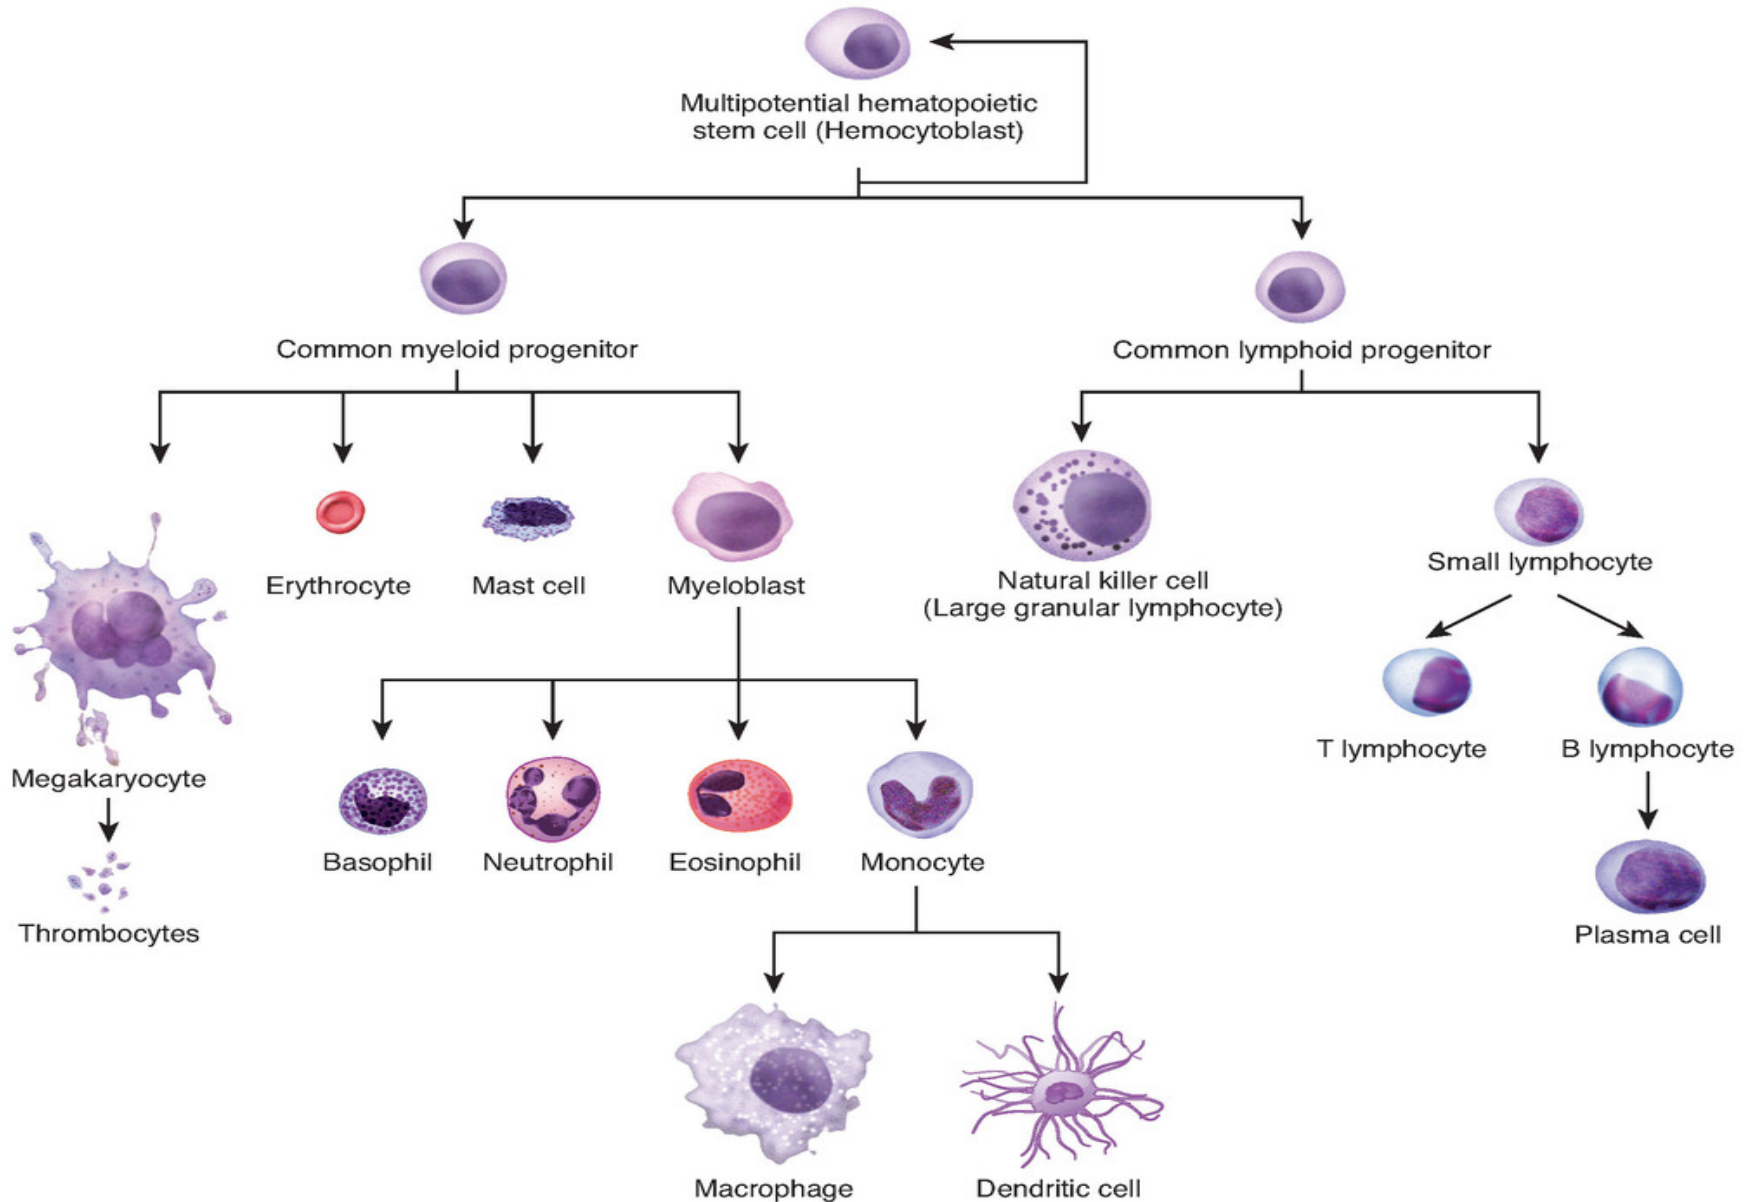 Multipotential hematopoietic
stem cell (Hemocytoblast)
Common myeloid progenitor
Common lymphoid progenitor
Erythrocyte
Mast cell
Myeloblast
Natural killer cell
(Large granular lymphocyte)
Small lymphocyte
T lymphocyte
B lymphocyte
Megakaryocyte
Basophil
Neutrophil
Eosinophil
Monocyte
Thrombocytes
Plasma cell
Macrophage
Dendritic cell